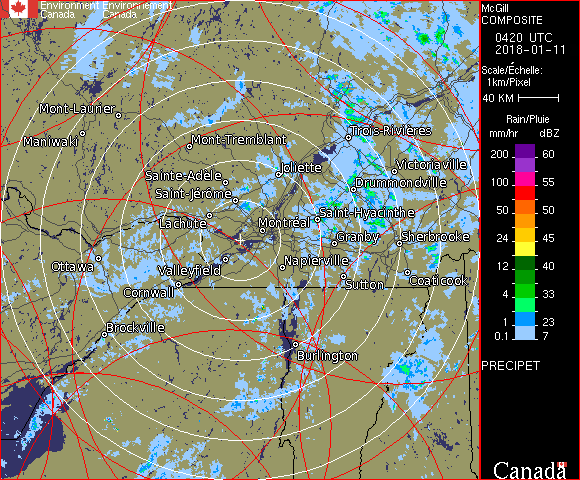 Environment Environnement
Canada Canada
McGill
COMPOSITE
0420 UTC
2018-01-11
Scale/Échelle:
1km/Pixel
40 KM
Rain/Pluie
mm/hr dBZ
200 60
100 55
50 50
24 45
12 40
4 33
1 23
0.1 7
PRECIPET
Canada
Mont-Laurier
Maniwaki
Mont-Tremblant
Trois-Rivières
Sainte-Adèle
Joliette
Victoriaville
Saint-Jérôme
Drummondville
Lachute
Montréal
Saint-Hyacinthe
Granby
Sherbrooke
Ottawa
Valleyfield
Napierville
Cornwall
Sutton
Coaticook
Brockville
Burlington